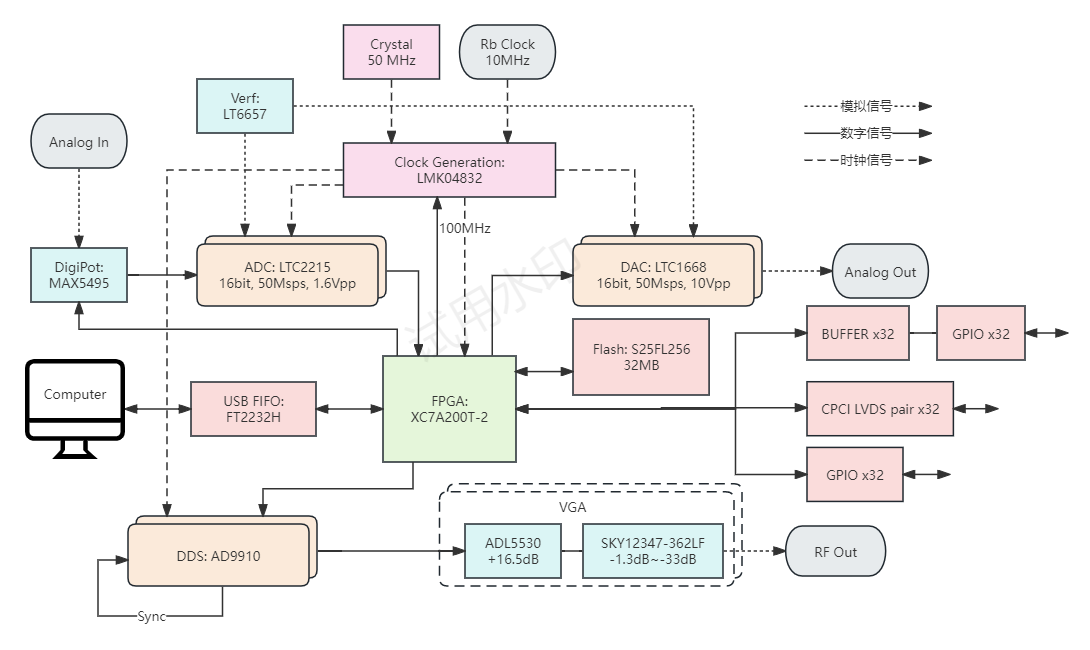 Crystal
50 MHz
Rb Clock
10MHz
Verf:
LT6657
模拟信号
数字信号
时钟信号
Analog In
Clock Generation:
LMK04832
100MHz
DigiPot:
MAX5495
ADC: LTC2215
16bit, 50Msps, 1.6Vpp
DAC: LTC1668
16bit, 50Msps, 10Vpp
Analog Out
试用水印
BUFFER x32
GPIO x32
Flash: S25FL256
32MB
Computer
USB FIFO:
FT2232H
FPGA:
XC7A200T-2
CPCI LVDS pair x32
GPIO x32
VGA
DDS: AD9910
ADL5530
+16.5dB
SKY12347-362LF
-1.3dB~-33dB
RF Out
Sync